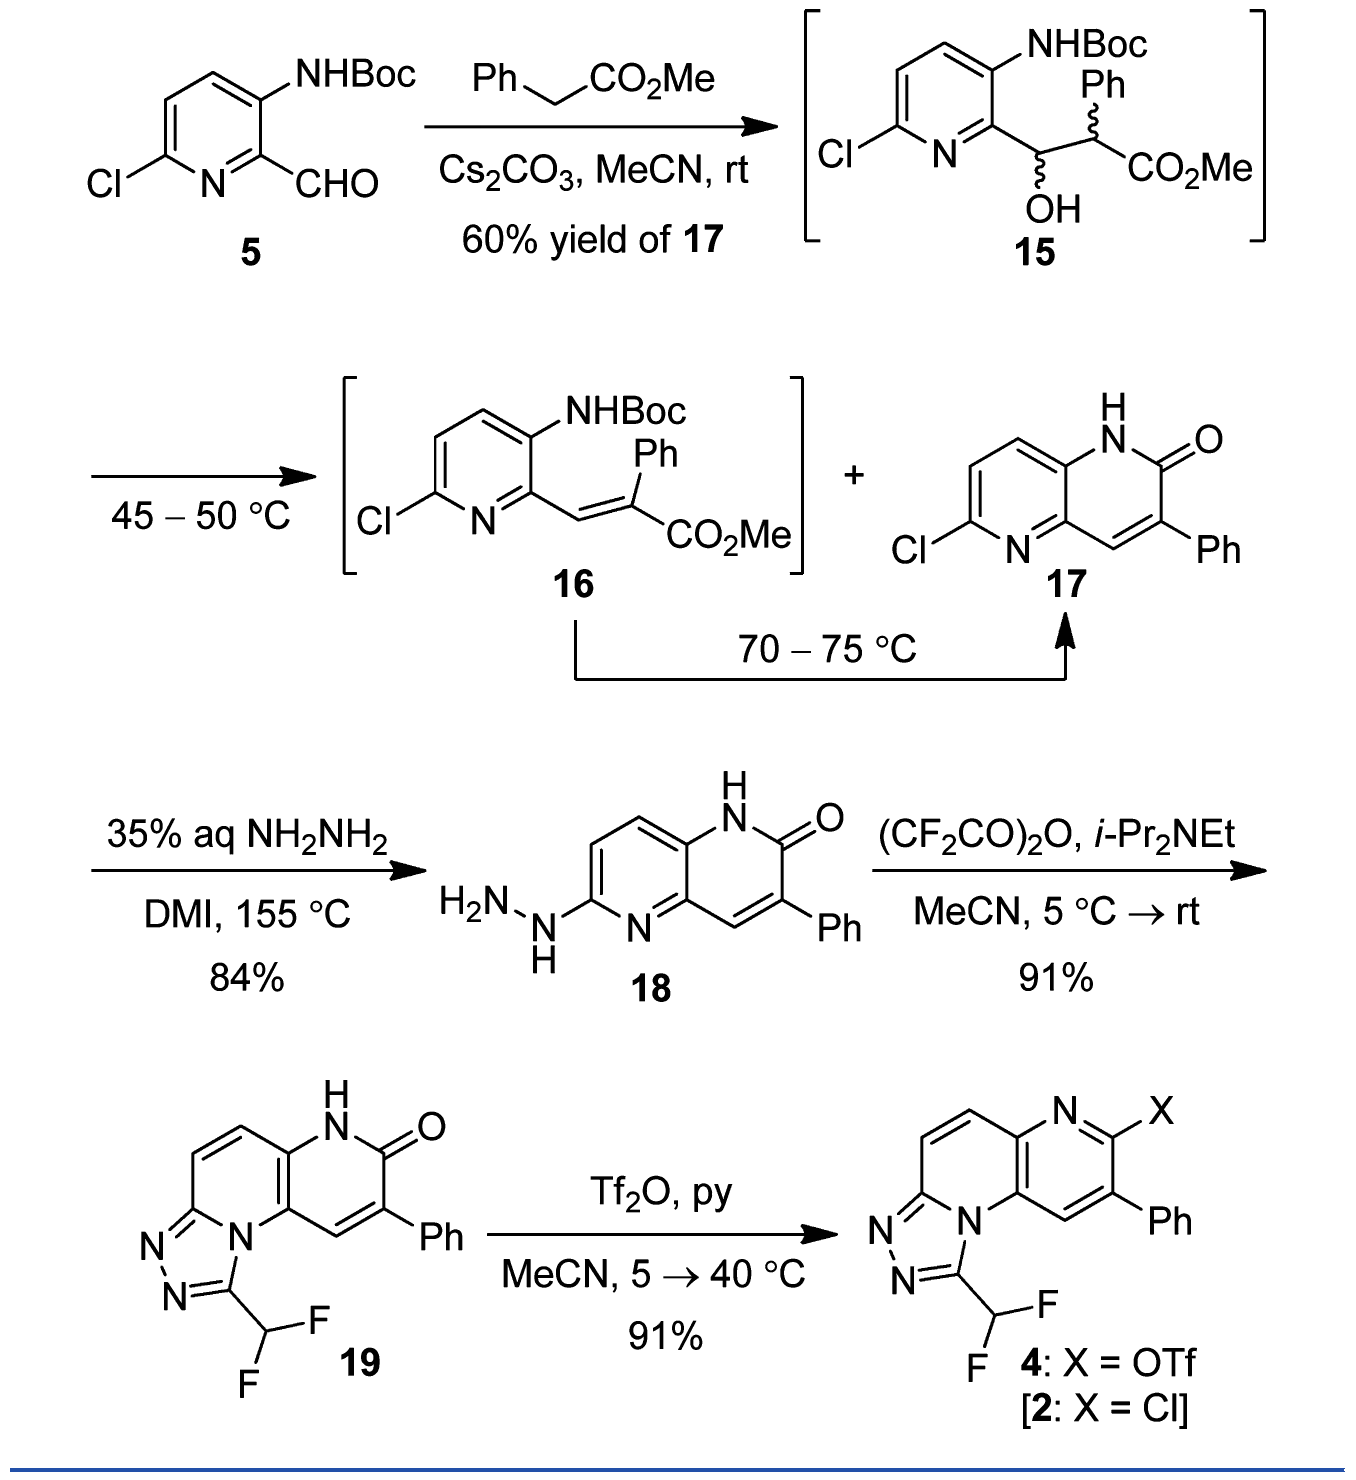 NHBoc
Cl
N
CHO
5
Ph
CO2Me
Cs2CO3, MeCN, rt
60% yield of 17
NHBoc
Ph
Cl
N
CO2Me
OH
15
45 – 50 °C
NHBoc
Ph
Cl
N
CO2Me
16
+
H
N
O
Cl
N
Ph
17
70 – 75 °C
35% aq NH2NH2
DMI, 155 °C
84%
H
N
O
H2N
N
H
N
Ph
18
(CF2CO)2O, i-Pr2NEt
MeCN, 5 °C → rt
91%
H
N
O
N
N
N
Ph
F
F
19
Tf2O, py
MeCN, 5 → 40 °C
91%
N
X
N
N
N
Ph
F
F
4: X = OTf
[2: X = Cl]